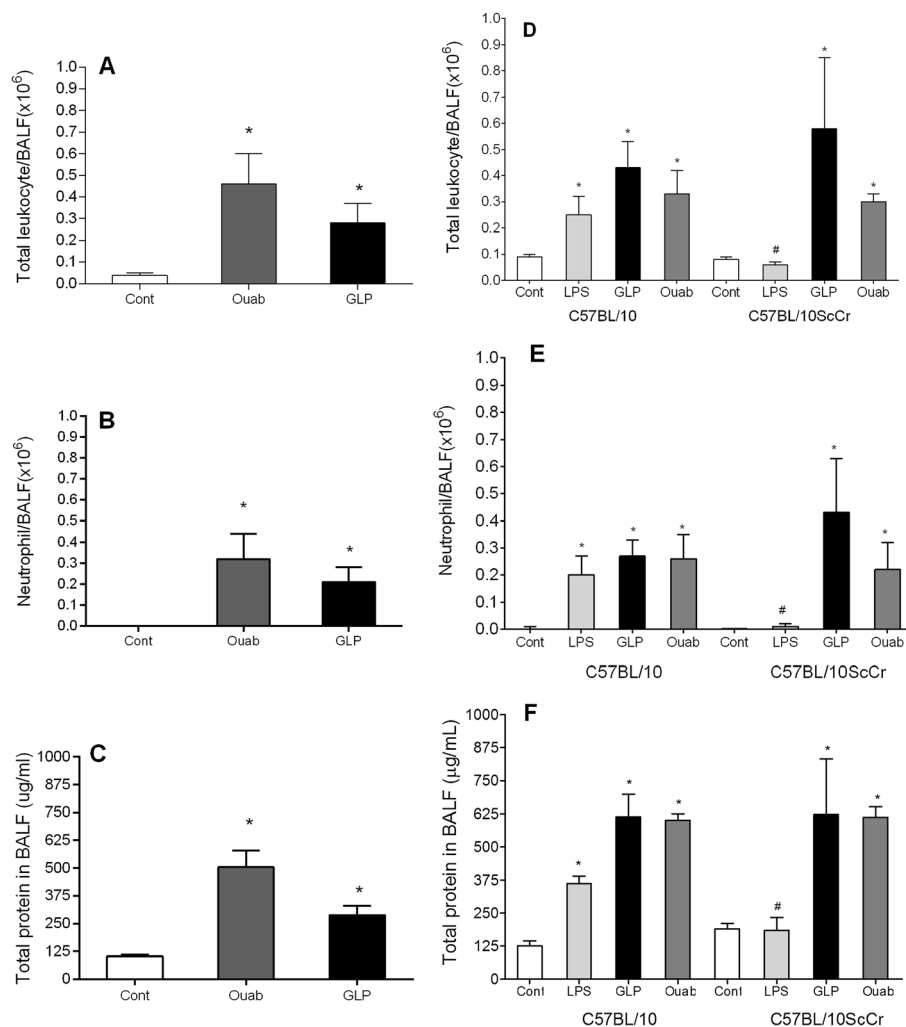 A
Total leukocyte/BALF(x10⁶)
1.0
0.9
0.8
0.7
0.6
0.5
0.4
0.3
0.2
0.1
0.0
*
*
Cont Ouab GLP
B
Neutrophil/BALF(x10⁶)
1.0
0.9
0.8
0.7
0.6
0.5
0.4
0.3
0.2
0.1
0.0
*
*
Cont Ouab GLP
C
Total protein in BALF (ug/ml)
1000
875
750
625
500
375
250
125
0
*
*
Cont Ouab GLP
D
Total leukocyte/BALF(x10⁶)
1.0
0.9
0.8
0.7
0.6
0.5
0.4
0.3
0.2
0.1
0.0
* * * # * *
Cont LPS GLP Ouab Cont LPS GLP Ouab
C57BL/10 C57BL/10ScCr
E
Neutrophil/BALF(x10⁶)
1.0
0.9
0.8
0.7
0.6
0.5
0.4
0.3
0.2
0.1
0.0
* * * # * *
Cont LPS GLP Ouab Cont LPS GLP Ouab
C57BL/10 C57BL/10ScCr
F
Total protein in BALF (µg/mL)
1000
875
750
625
500
375
250
125
0
* * * # * *
Cont LPS GLP Ouab Cont LPS GLP Ouab
C57BL/10 C57BL/10ScCr